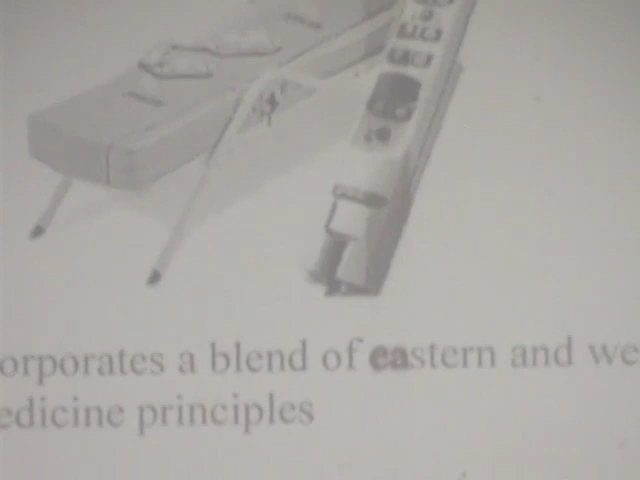 orporates a blend of eastern and we
edicine principles